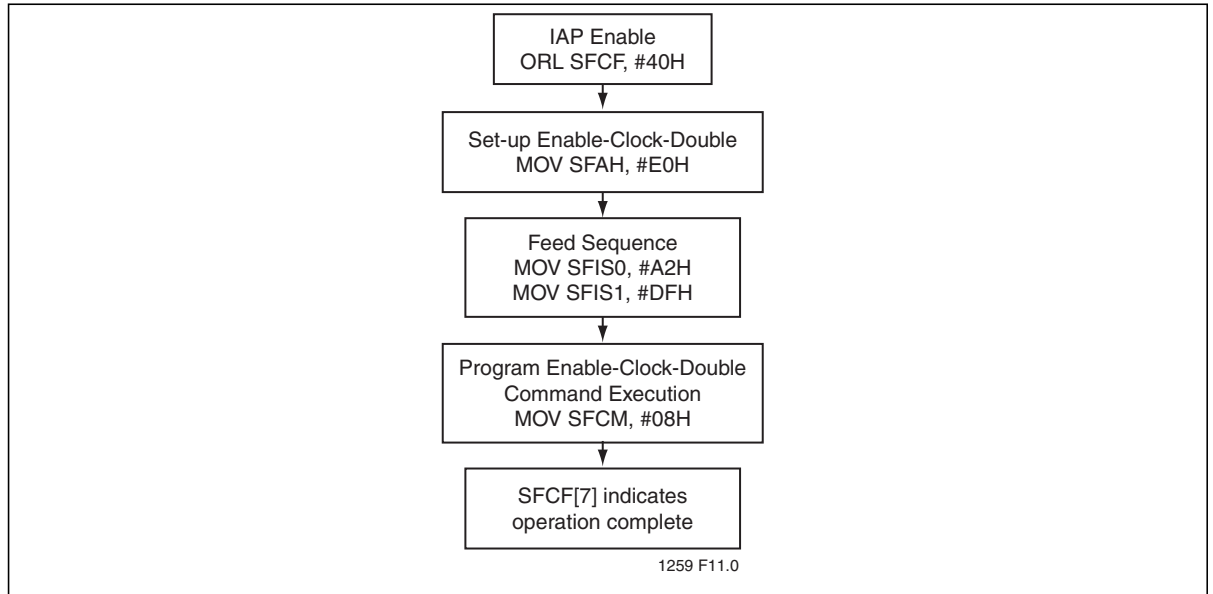 IAP Enable
ORL SFCF, #40H
Set-up Enable-Clock-Double
MOV SFAH, #E0H
Feed Sequence
MOV SFIS0, #A2H
MOV SFIS1, #DFH
Program Enable-Clock-Double
Command Execution
MOV SFCM, #08H
SFCF[7] indicates
operation complete
1259 F11.0